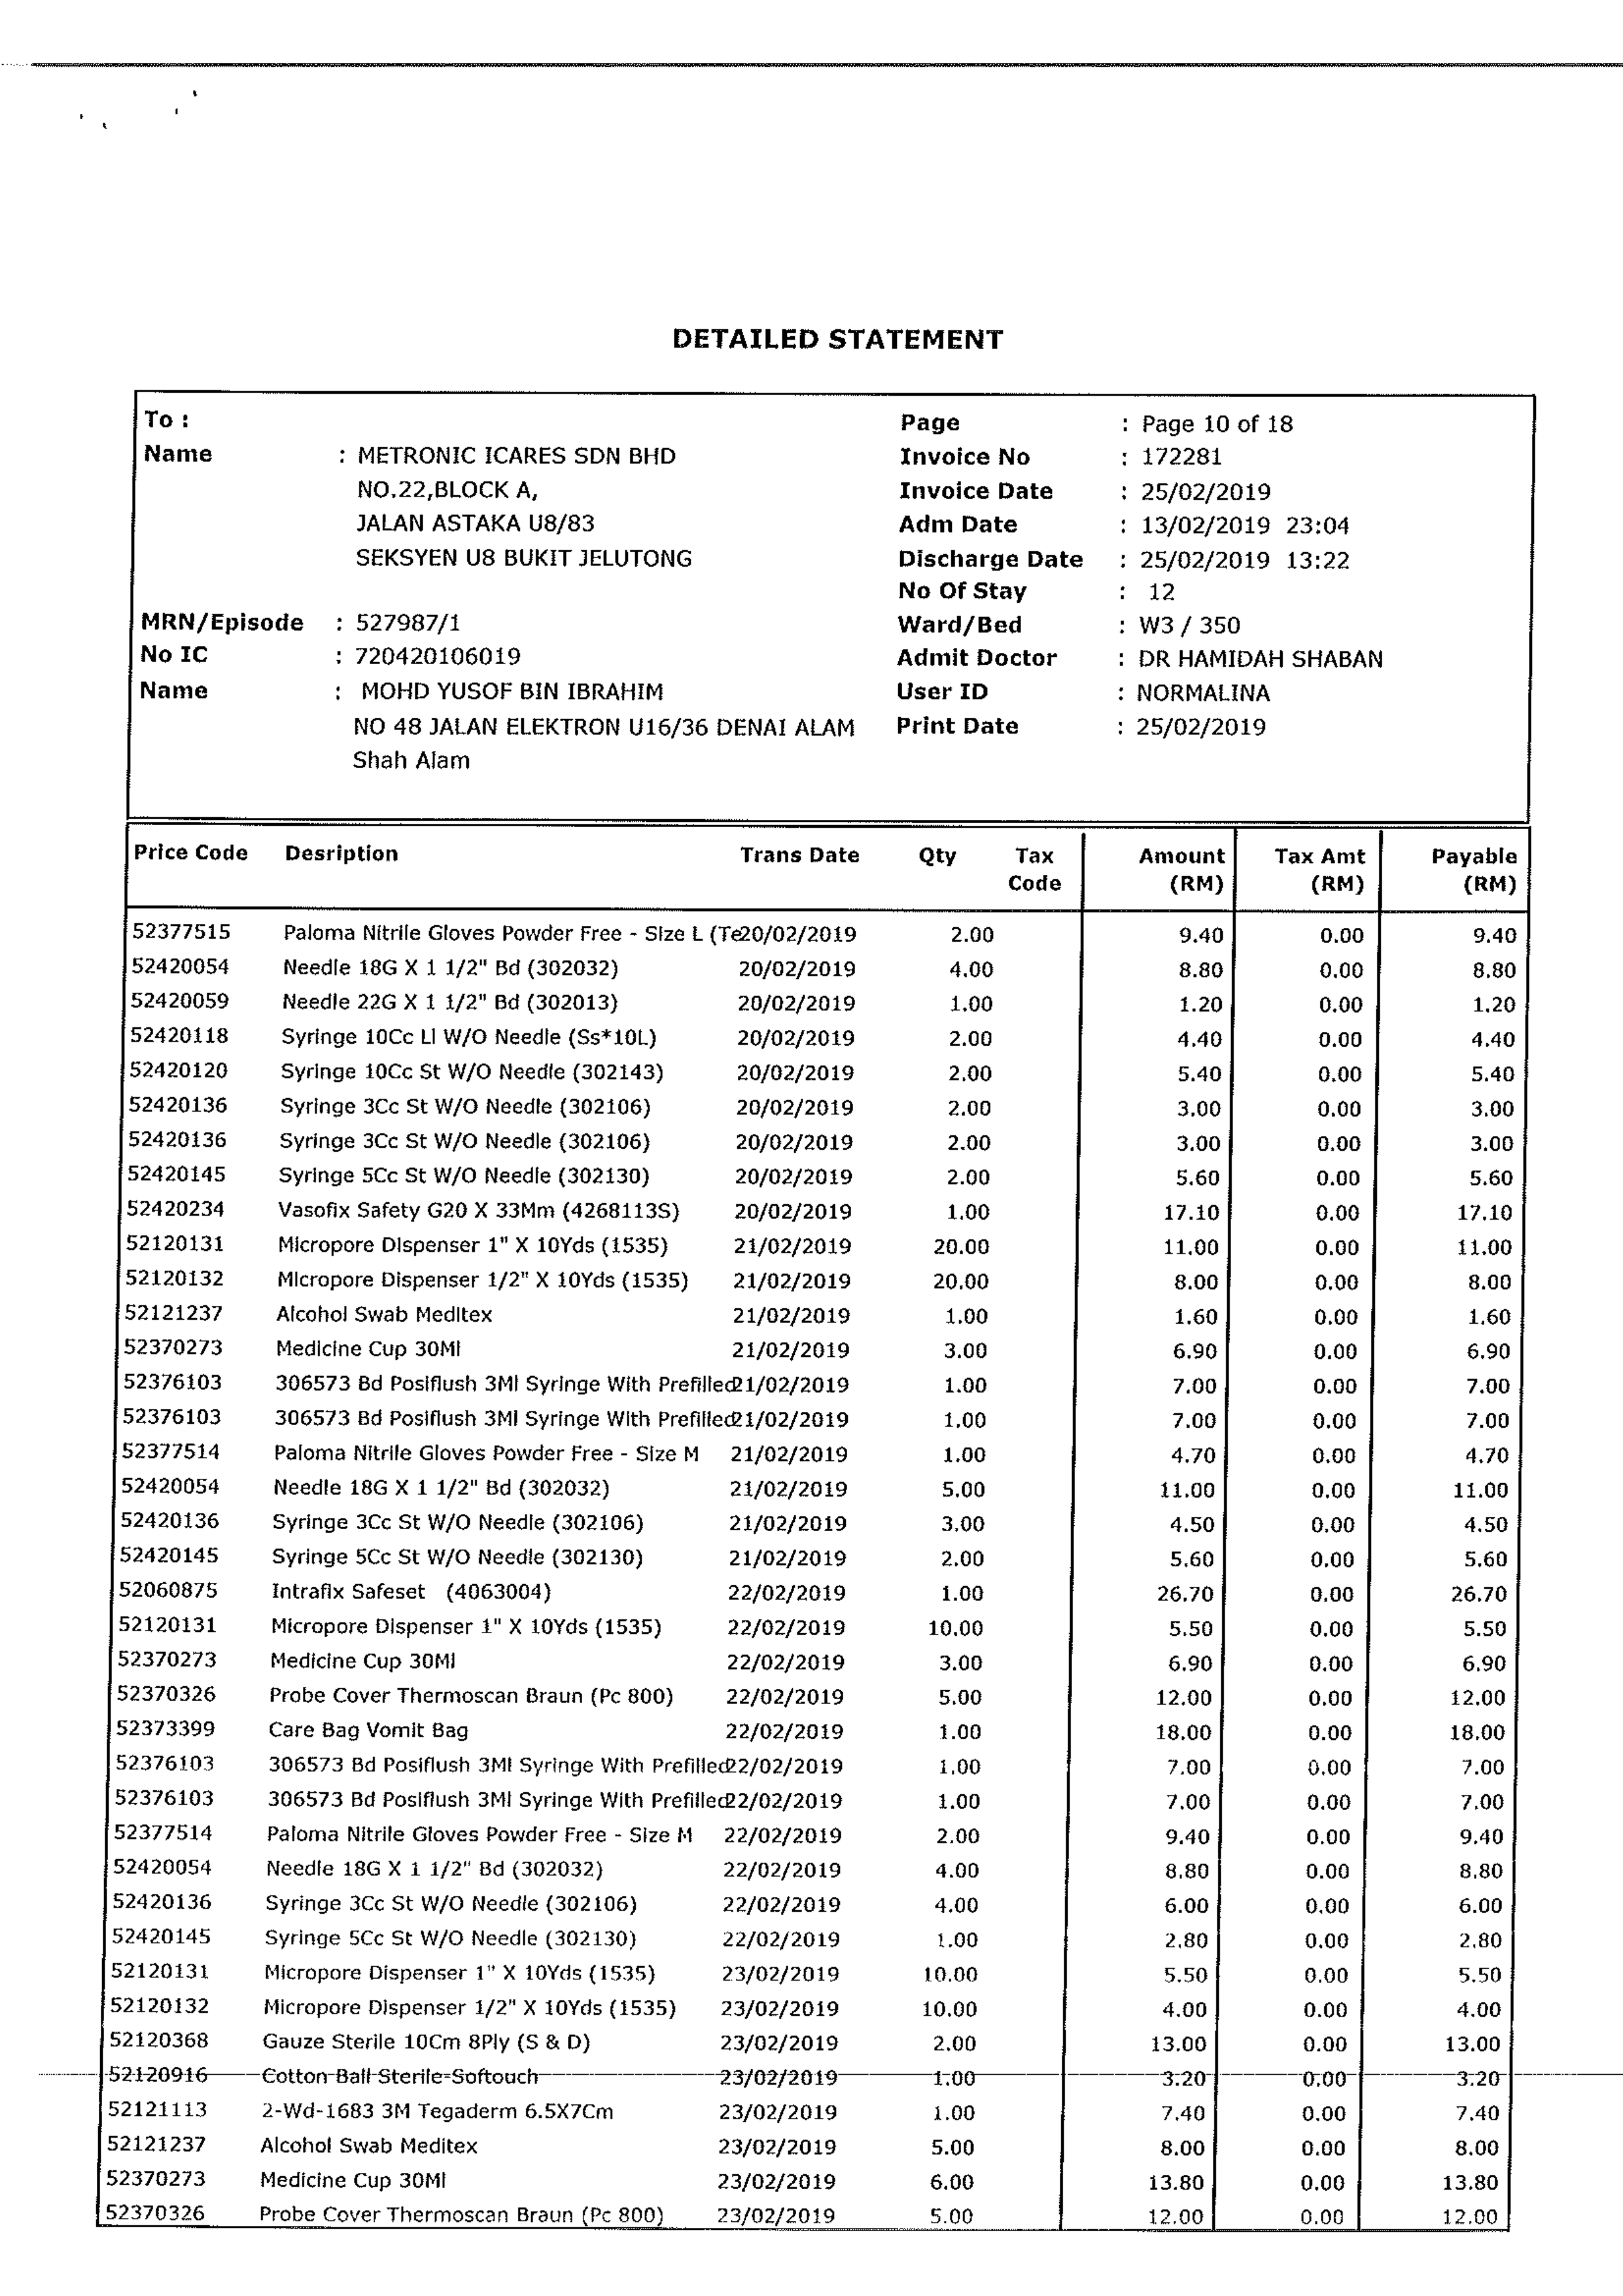 DETAILED STATEMENT
To :
Name : METRONIC ICARES SDN BHD
NO.22,BLOCK A,
JALAN ASTAKA U8/83
SEKSYEN U8 BUKIT JELUTONG
MRN/Episode : 527987/1
No IC : 720420106019
Name : MOHD YUSOF BIN IBRAHIM
NO 48 JALAN ELEKTRON U16/36 DENAI ALAM
Shah Alam
Page : Page 10 of 18
Invoice No : 172281
Invoice Date : 25/02/2019
Adm Date : 13/02/2019 23:04
Discharge Date : 25/02/2019 13:22
No Of Stay : 12
Ward/Bed : W3 / 350
Admit Doctor : DR HAMIDAH SHABAN
User ID : NORMALINA
Print Date : 25/02/2019
Price Code Desription Trans Date Qty Tax Code Amount (RM) Tax Amt (RM) Payable (RM)
52377515 Paloma Nitrile Gloves Powder Free - Size L (Te20/02/2019 2.00 9.40 0.00 9.40
52420054 Needle 18G X 1 1/2" Bd (302032) 20/02/2019 4.00 8.80 0.00 8.80
52420059 Needle 22G X 1 1/2" Bd (302013) 20/02/2019 1.00 1.20 0.00 1.20
52420118 Syringe 10Cc Ll W/O Needle (Ss*10L) 20/02/2019 2.00 4.40 0.00 4.40
52420120 Syringe 10Cc St W/O Needle (302143) 20/02/2019 2.00 5.40 0.00 5.40
52420136 Syringe 3Cc St W/O Needle (302106) 20/02/2019 2.00 3.00 0.00 3.00
52420136 Syringe 3Cc St W/O Needle (302106) 20/02/2019 2.00 3.00 0.00 3.00
52420145 Syringe 5Cc St W/O Needle (302130) 20/02/2019 2.00 5.60 0.00 5.60
52420234 Vasofix Safety G20 X 33Mm (4268113S) 20/02/2019 1.00 17.10 0.00 17.10
52120131 Micropore Dispenser 1" X 10Yds (1535) 21/02/2019 20.00 11.00 0.00 11.00
52120132 Micropore Dispenser 1/2" X 10Yds (1535) 21/02/2019 20.00 8.00 0.00 8.00
52121237 Alcohol Swab Meditex 21/02/2019 1.00 1.60 0.00 1.60
52370273 Medicine Cup 30Ml 21/02/2019 3.00 6.90 0.00 6.90
52376103 306573 Bd Posiflush 3Ml Syringe With Prefilled21/02/2019 1.00 7.00 0.00 7.00
52376103 306573 Bd Posiflush 3Ml Syringe With Prefilled21/02/2019 1.00 7.00 0.00 7.00
52377514 Paloma Nitrile Gloves Powder Free - Size M 21/02/2019 1.00 4.70 0.00 4.70
52420054 Needle 18G X 1 1/2" Bd (302032) 21/02/2019 5.00 11.00 0.00 11.00
52420136 Syringe 3Cc St W/O Needle (302106) 21/02/2019 3.00 4.50 0.00 4.50
52420145 Syringe 5Cc St W/O Needle (302130) 21/02/2019 2.00 5.60 0.00 5.60
52060875 Intrafix Safeset (4063004) 22/02/2019 1.00 26.70 0.00 26.70
52120131 Micropore Dispenser 1" X 10Yds (1535) 22/02/2019 10.00 5.50 0.00 5.50
52370273 Medicine Cup 30Ml 22/02/2019 3.00 6.90 0.00 6.90
52370326 Probe Cover Thermoscan Braun (Pc 800) 22/02/2019 5.00 12.00 0.00 12.00
52373399 Care Bag Vomit Bag 22/02/2019 1.00 18.00 0.00 18.00
52376103 306573 Bd Posiflush 3Ml Syringe With Prefilled22/02/2019 1.00 7.00 0.00 7.00
52376103 306573 Bd Posiflush 3Ml Syringe With Prefilled22/02/2019 1.00 7.00 0.00 7.00
52377514 Paloma Nitrile Gloves Powder Free - Size M 22/02/2019 2.00 9.40 0.00 9.40
52420054 Needle 18G X 1 1/2" Bd (302032) 22/02/2019 4.00 8.80 0.00 8.80
52420136 Syringe 3Cc St W/O Needle (302106) 22/02/2019 4.00 6.00 0.00 6.00
52420145 Syringe 5Cc St W/O Needle (302130) 22/02/2019 1.00 2.80 0.00 2.80
52120131 Micropore Dispenser 1" X 10Yds (1535) 23/02/2019 10.00 5.50 0.00 5.50
52120132 Micropore Dispenser 1/2" X 10Yds (1535) 23/02/2019 10.00 4.00 0.00 4.00
52120368 Gauze Sterile 10Cm 8Ply (S & D) 23/02/2019 2.00 13.00 0.00 13.00
52120916 Cotton Ball Sterile-Softouch 23/02/2019 1.00 3.20 0.00 3.20
52121113 2-Wd-1683 3M Tegaderm 6.5X7Cm 23/02/2019 1.00 7.40 0.00 7.40
52121237 Alcohol Swab Meditex 23/02/2019 5.00 8.00 0.00 8.00
52370273 Medicine Cup 30Ml 23/02/2019 6.00 13.80 0.00 13.80
52370326 Probe Cover Thermoscan Braun (Pc 800) 23/02/2019 5.00 12.00 0.00 12.00